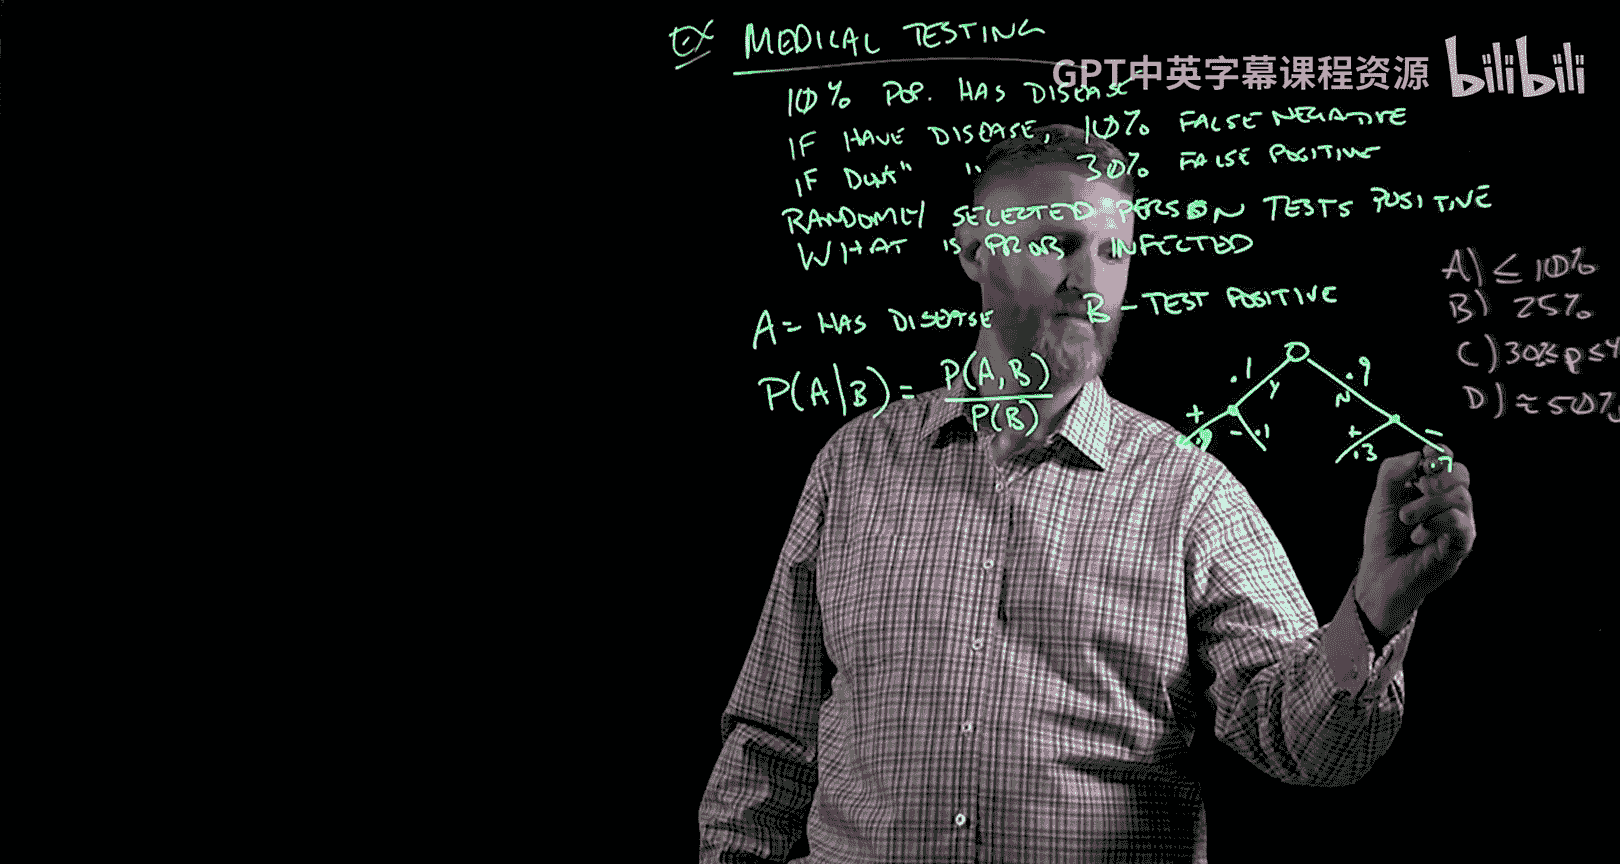 EX MEDICAL TESTING
GPT中英字幕课程资源 bilibili
10% POP. HAS DISEASE
IF HAVE DISEASE, 10% FALSE NEGATIVE
IF " " 30% FALSE POSITIVE
RANDOMLY SELECTED PERSON TESTS POSITIVE
WHAT IS PROB INFECTED
A = HAS DISEASE B - TEST POSITIVE
P(A|B) = P(A,B) / P(B)
.1 .9
Y N
+ - + -
.9 .1 .3 .7
A) ≤ 10%
B) 25%
C) 30% ≤ p ≤ 4
D) ≈ 50%